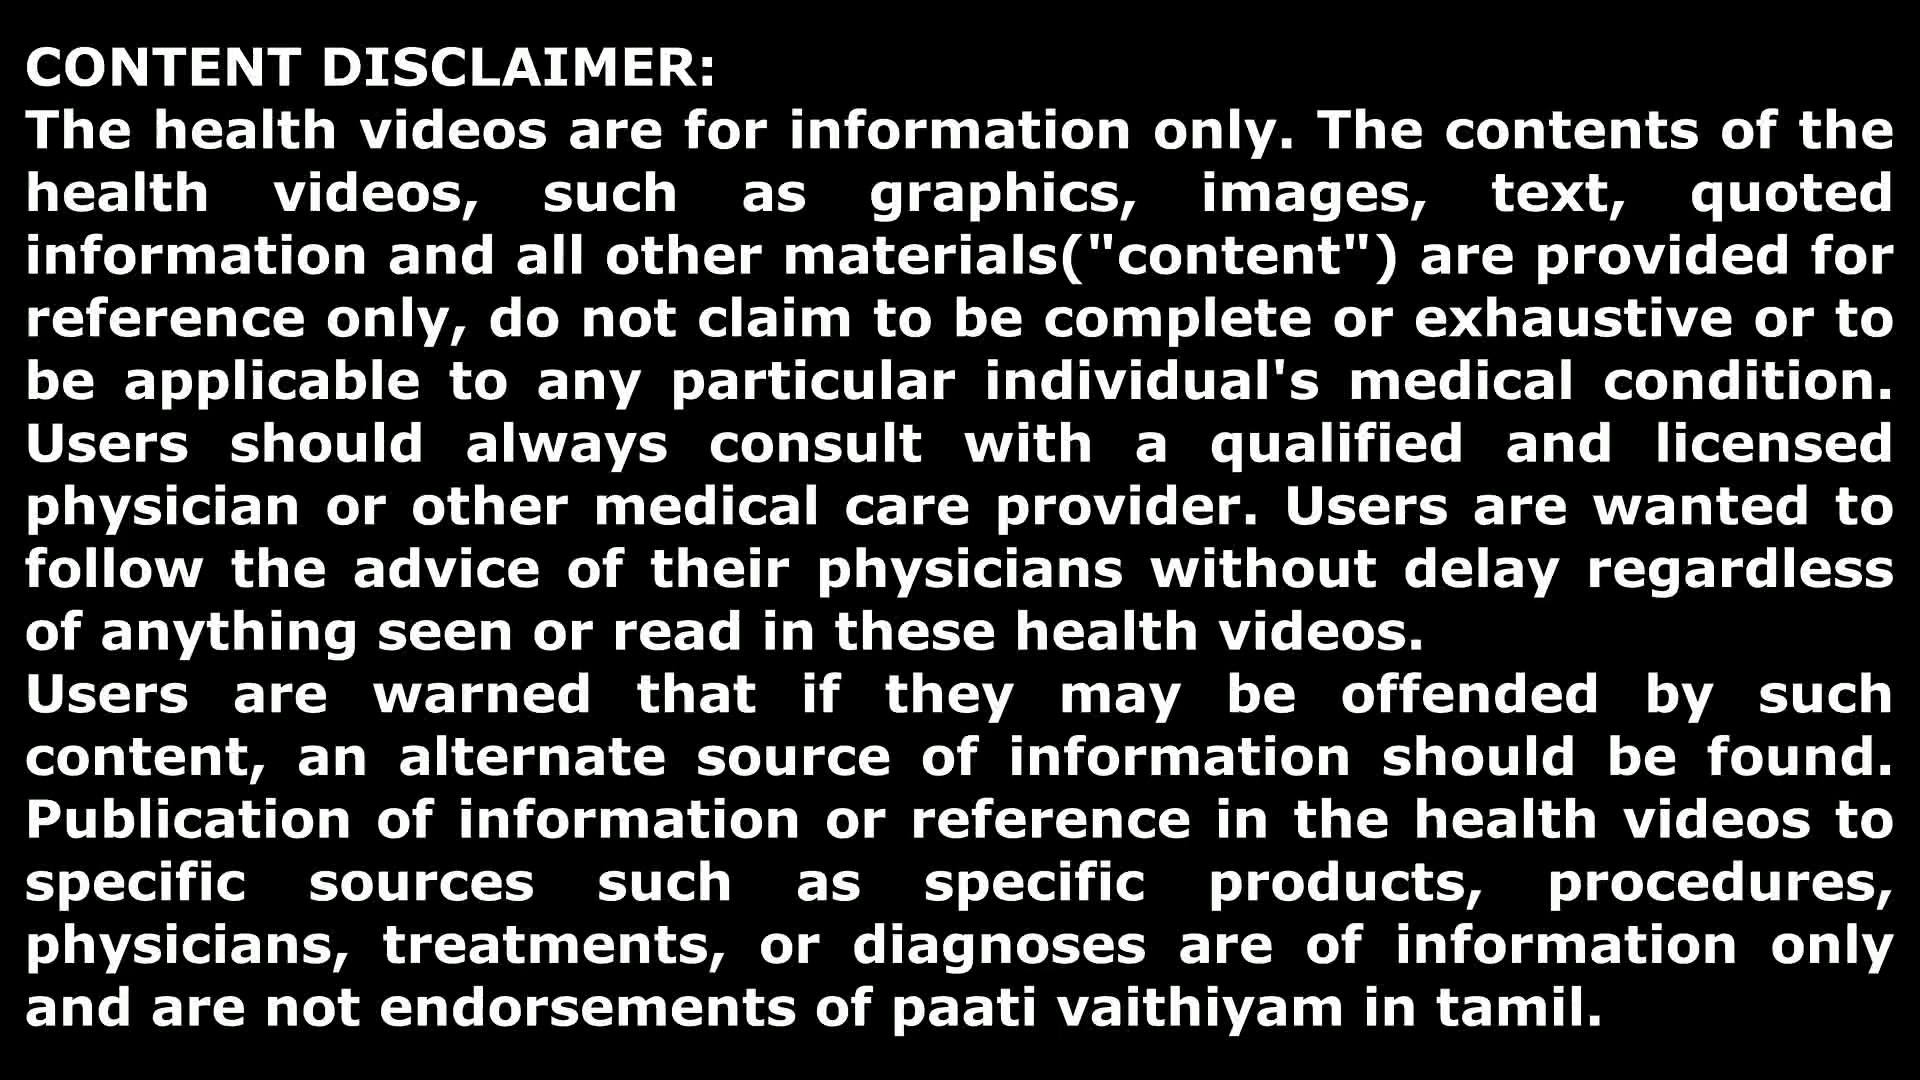 CONTENT DISCLAIMER:
The health videos are for information only. The contents of the
health videos, such as graphics, images, text, quoted
information and all other materials("content") are provided for
reference only, do not claim to be complete or exhaustive or to
be applicable to any particular individual's medical condition.
Users should always consult with a qualified and licensed
physician or other medical care provider. Users are wanted to
follow the advice of their physicians without delay regardless
of anything seen or read in these health videos.
Users are warned that if they may be offended by such
content, an alternate source of information should be found.
Publication of information or reference in the health videos to
specific sources such as specific products, procedures,
physicians, treatments, or diagnoses are of information only
and are not endorsements of paati vaithiyam in tamil.